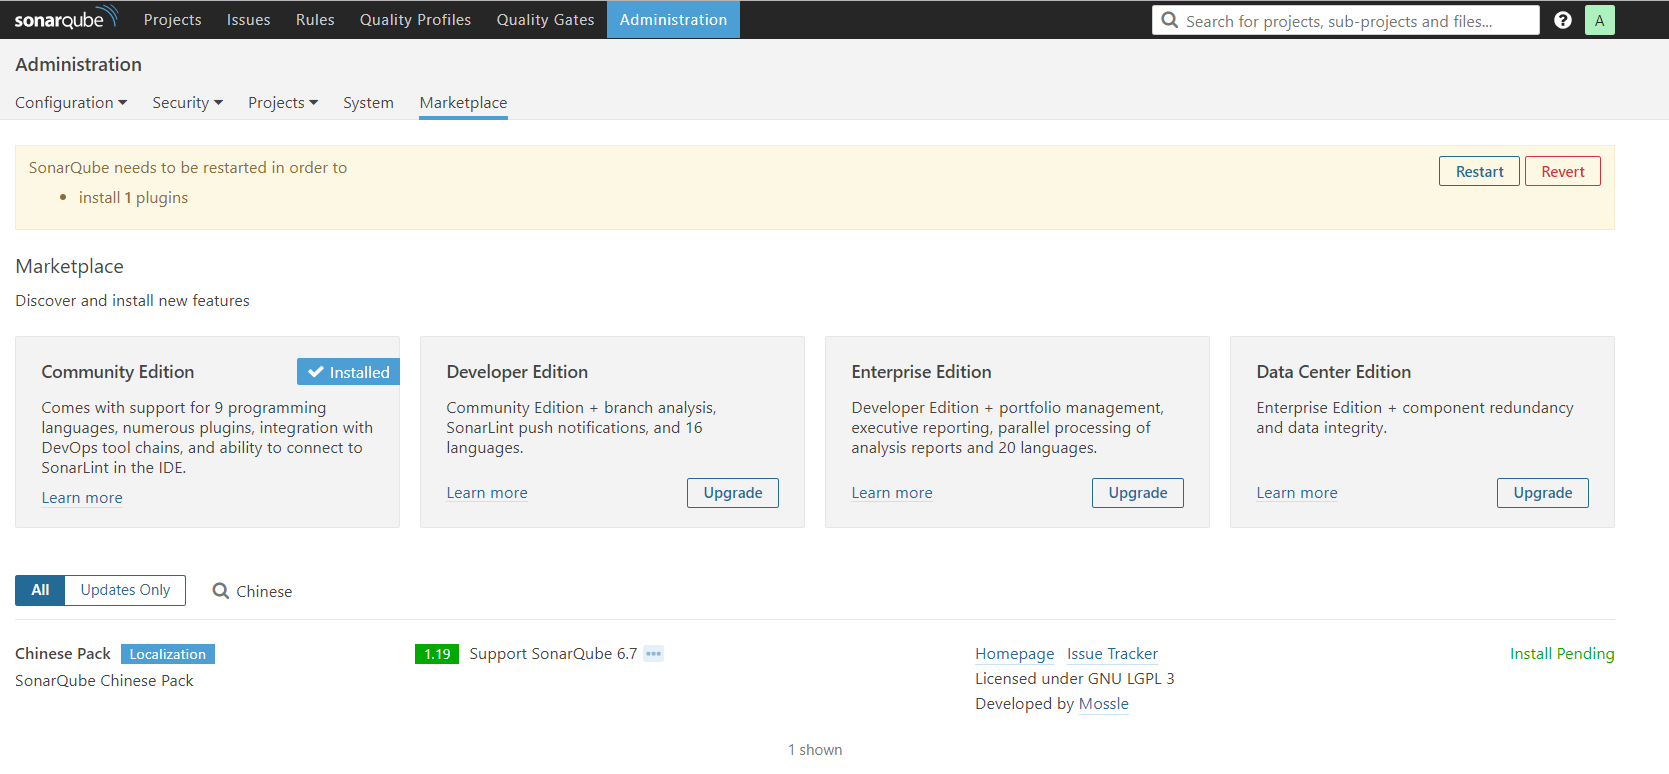 sonarqube Projects Issues Rules Quality Profiles Quality Gates Administration Search for projects, sub-projects and files... ? A
Administration
Configuration Security Projects System Marketplace
SonarQube needs to be restarted in order to
• install 1 plugins
Restart Revert
Marketplace
Discover and install new features
Community Edition Installed
Comes with support for 9 programming
languages, numerous plugins, integration with
DevOps tool chains, and ability to connect to
SonarLint in the IDE.
Learn more
Developer Edition
Community Edition + branch analysis,
SonarLint push notifications, and 16
languages.
Learn more Upgrade
Enterprise Edition
Developer Edition + portfolio management,
executive reporting, parallel processing of
analysis reports and 20 languages.
Learn more Upgrade
Data Center Edition
Enterprise Edition + component redundancy
and data integrity.
Learn more Upgrade
All Updates Only Chinese
Chinese Pack Localization
SonarQube Chinese Pack
1.19 Support SonarQube 6.7 •••
Homepage Issue Tracker
Licensed under GNU LGPL 3
Developed by Mossle
Install Pending
1 shown